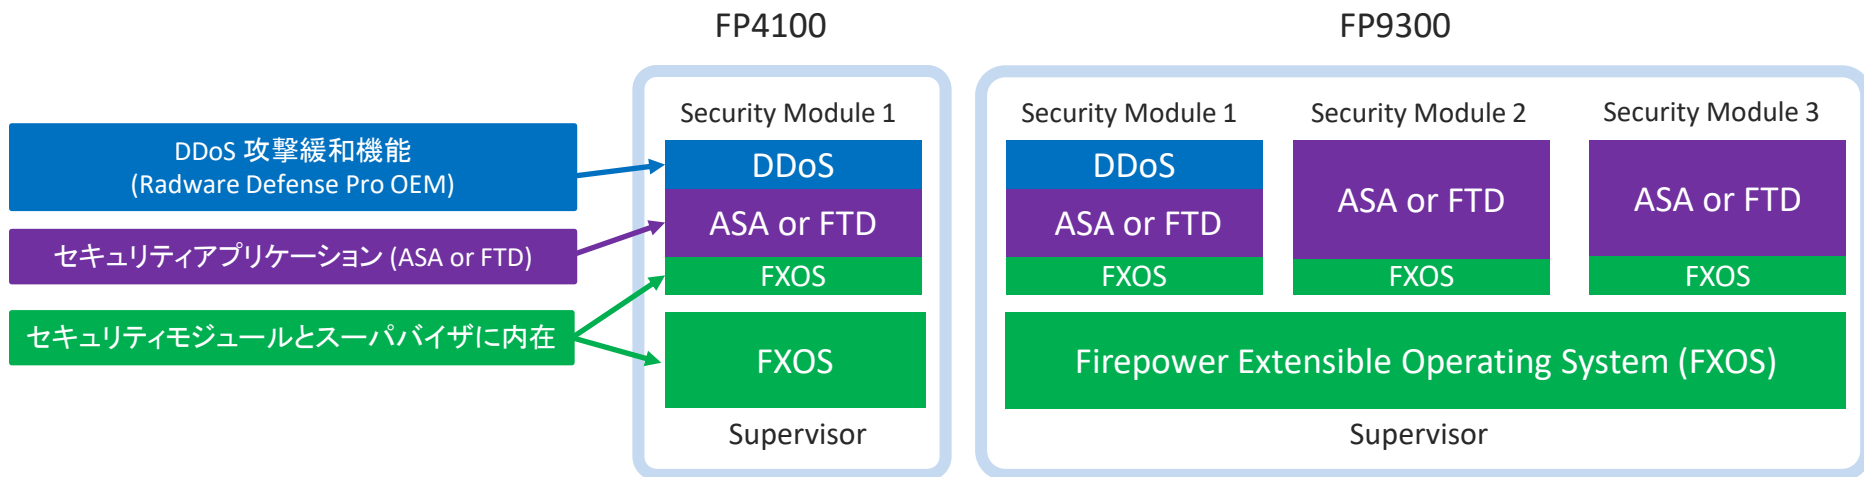 FP4100
FP9300
DDoS 攻撃緩和機能
(Radware Defense Pro OEM)
セキュリティアプリケーション (ASA or FTD)
セキュリティモジュールとスーパバイザに内在
Security Module 1
DDoS
ASA or FTD
FXOS
FXOS
Supervisor
Security Module 1
DDoS
ASA or FTD
FXOS
Security Module 2
ASA or FTD
FXOS
Security Module 3
ASA or FTD
FXOS
Firepower Extensible Operating System (FXOS)
Supervisor